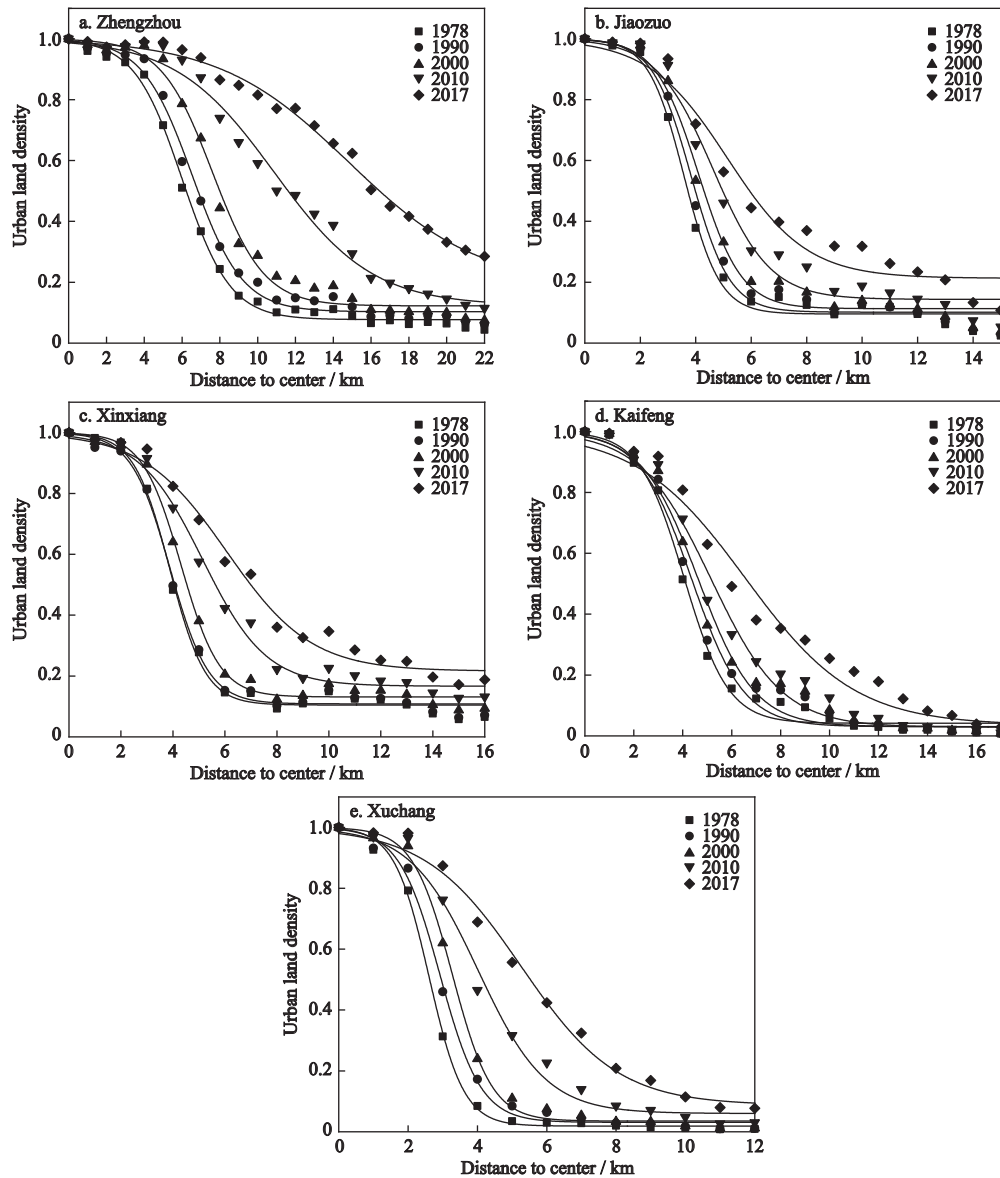 a. Zhengzhou
1978
1990
2000
2010
2017
1.0
0.8
0.6
0.4
0.2
0
Urban land density
0 2 4 6 8 10 12 14 16 18 20 22
Distance to center / km
b. Jiaozuo
1978
1990
2000
2010
2017
1.0
0.8
0.6
0.4
0.2
0
Urban land density
0 2 4 6 8 10 12 14
Distance to center / km
c. Xinxiang
1978
1990
2000
2010
2017
1.0
0.8
0.6
0.4
0.2
0
Urban land density
0 2 4 6 8 10 12 14 16
Distance to center / km
d. Kaifeng
1978
1990
2000
2010
2017
1.0
0.8
0.6
0.4
0.2
0
Urban land density
0 2 4 6 8 10 12 14 16
Distance to center / km
e. Xuchang
1978
1990
2000
2010
2017
1.0
0.8
0.6
0.4
0.2
0
Urban land density
0 2 4 6 8 10 12
Distance to center / km